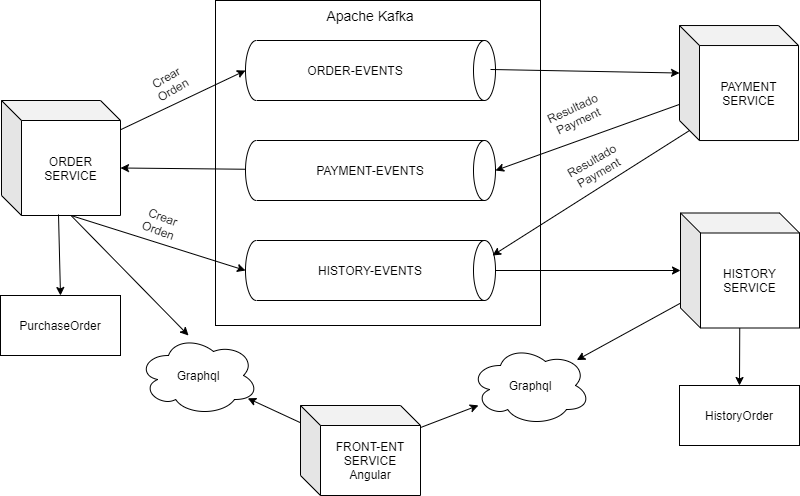 Apache Kafka
Crear
Orden
ORDER-EVENTS
PAYMENT
SERVICE
Resultado
Payment
ORDER
SERVICE
PAYMENT-EVENTS
Resultado
Payment
Crear
Orden
HISTORY-EVENTS
HISTORY
SERVICE
PurchaseOrder
Graphql
Graphql
HistoryOrder
FRONT-ENT
SERVICE
Angular